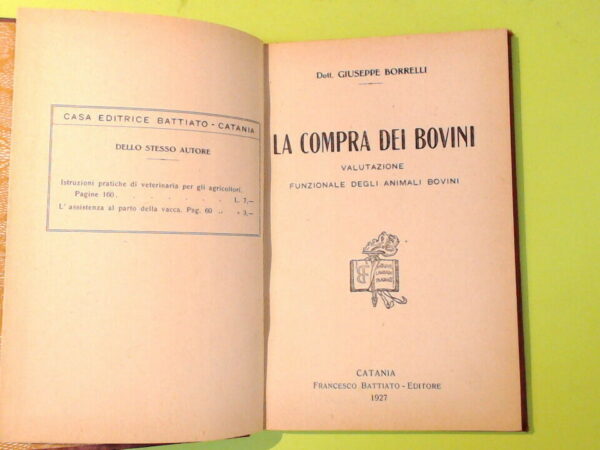 CASA EDITRICE BATTIATO - CATANIA
DELLO STESSO AUTORE
Istruzioni pratiche di veterinaria per gli agricoltori.
Pagine 160 . . . . . . . L. 7,—
L' assistenza al parto della vacca. Pag. 60 .. » 3,—
Dott. GIUSEPPE BORRELLI
LA COMPRA DEI BOVINI
VALUTAZIONE
FUNZIONALE DEGLI ANIMALI BOVINI
CATANIA
FRANCESCO BATTIATO - EDITORE
1927